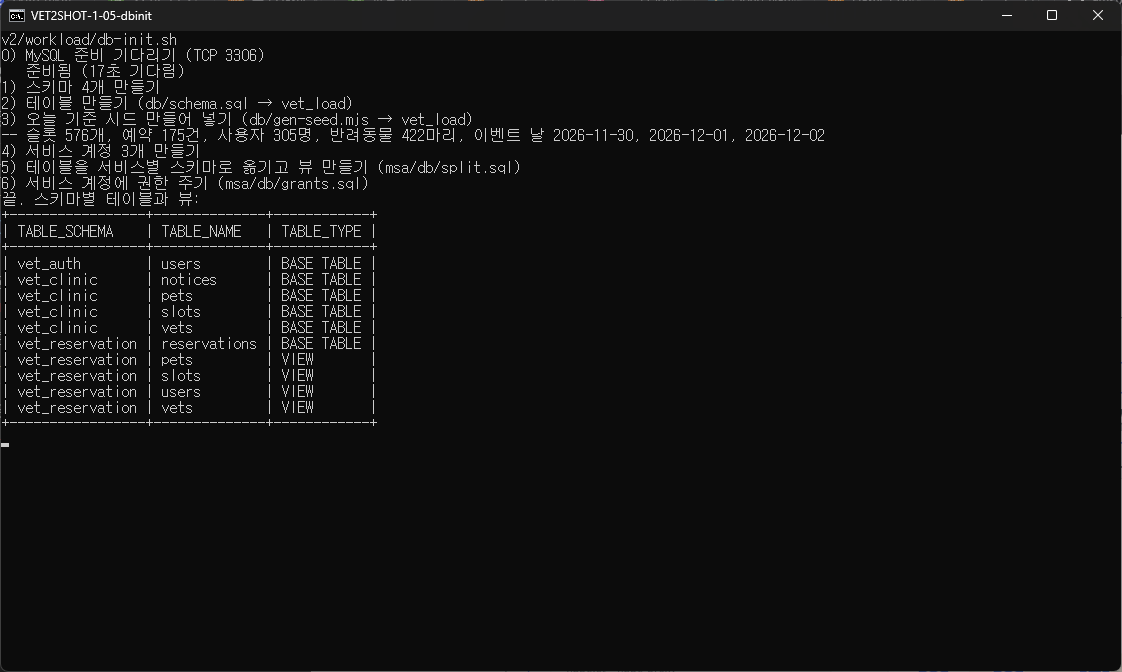 VET2SHOT-1-05-dbinit
v2/workload/db-init.sh
0) MySQL 준비 기다리기 (TCP 3306)
   준비됨 (17초 기다림)
1) 스키마 4개 만들기
2) 테이블 만들기 (db/schema.sql → vet_load)
3) 오늘 기준 시드 만들어 넣기 (db/gen-seed.mjs → vet_load)
-- 슬롯 576개, 예약 175건, 사용자 305명, 반려동물 422마리, 이벤트 날 2026-11-30, 2026-12-01, 2026-12-02
4) 서비스 계정 3개 만들기
5) 테이블을 서비스별 스키마로 옮기고 뷰 만들기 (msa/db/split.sql)
6) 서비스 계정에 권한 주기 (msa/db/grants.sql)
끝. 스키마별 테이블과 뷰:
+-----------------+--------------+------------+
| TABLE_SCHEMA    | TABLE_NAME   | TABLE_TYPE |
+-----------------+--------------+------------+
| vet_auth        | users        | BASE TABLE |
| vet_clinic      | notices      | BASE TABLE |
| vet_clinic      | pets         | BASE TABLE |
| vet_clinic      | slots        | BASE TABLE |
| vet_clinic      | vets         | BASE TABLE |
| vet_reservation | reservations | BASE TABLE |
| vet_reservation | pets         | VIEW       |
| vet_reservation | slots        | VIEW       |
| vet_reservation | users        | VIEW       |
| vet_reservation | vets         | VIEW       |
+-----------------+--------------+------------+